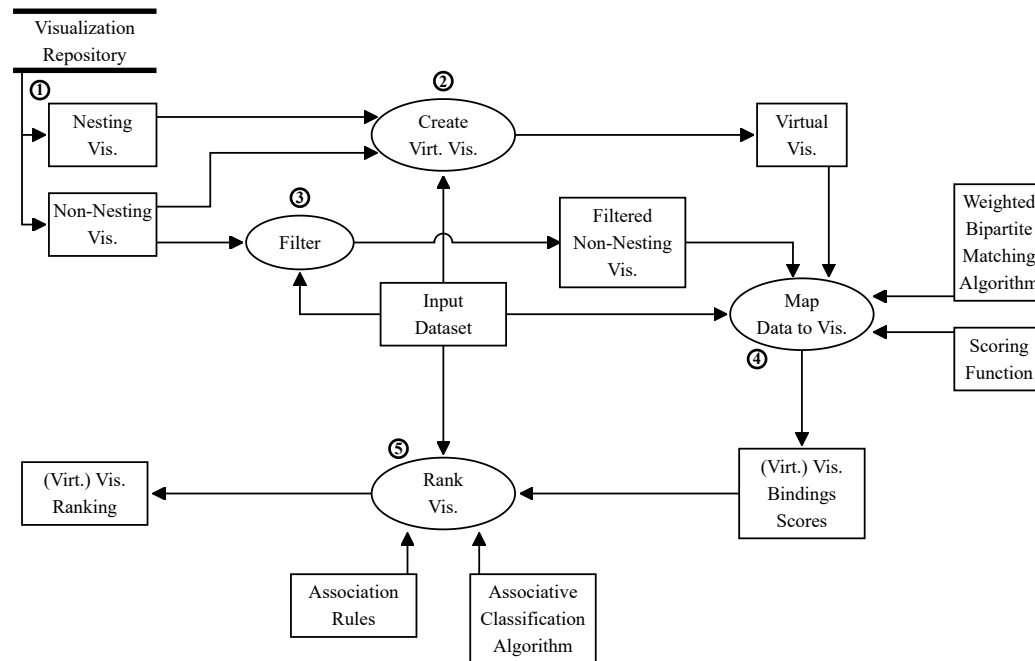 Visualization
Repository
1
Nesting
Vis.
Non-Nesting
Vis.
2
Create
Virt. Vis.
Virtual
Vis.
3
Filter
Filtered
Non-Nesting
Vis.
Weighted
Bipartite
Matching
Algorithm
Input
Dataset
Map
Data to Vis.
4
Scoring
Function
5
(Virt.) Vis.
Ranking
Rank
Vis.
(Virt.) Vis.
Bindings
Scores
Association
Rules
Associative
Classification
Algorithm